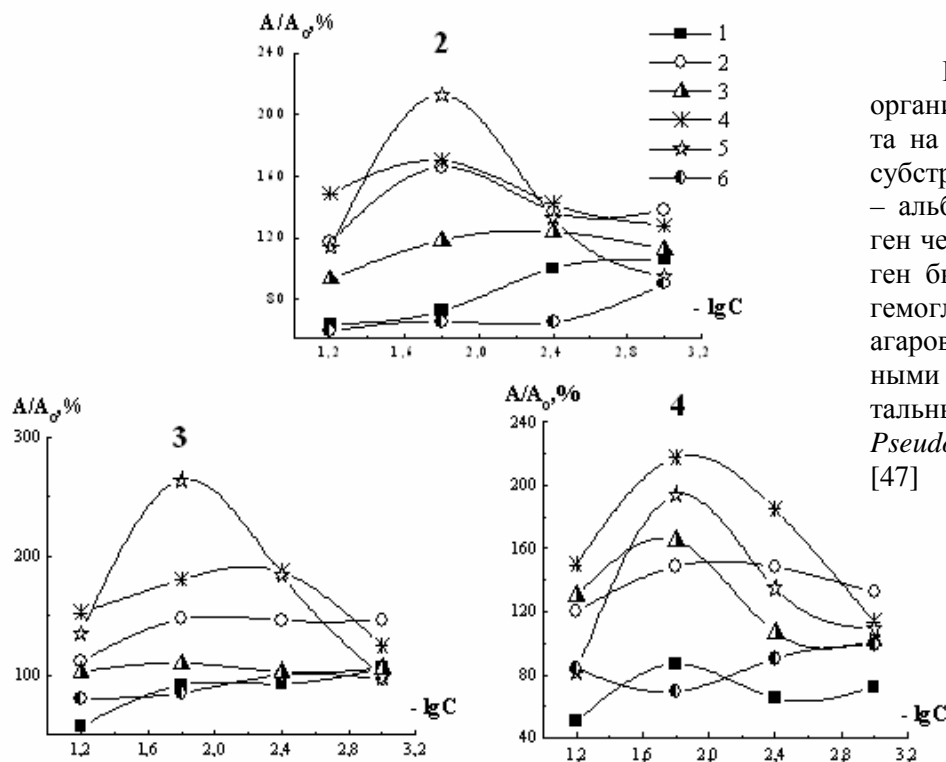 A/A₀,%
2
240
200
160
120
80
1,2
1,6
2,0
2,4
2,8
3,2
- lgC
1
2
3
4
5
6
органи
та на
субстр
– альб
ген че
ген бы
гемогл
агаров
ными
тальны
Pseudo
[47]
A/A₀,%
3
300
200
100
1,2
1,6
2,0
2,4
2,8
3,2
- lgC
A/A₀,%
4
240
200
160
120
80
40
1,2
1,6
2,0
2,4
2,8
3,2
- lgC